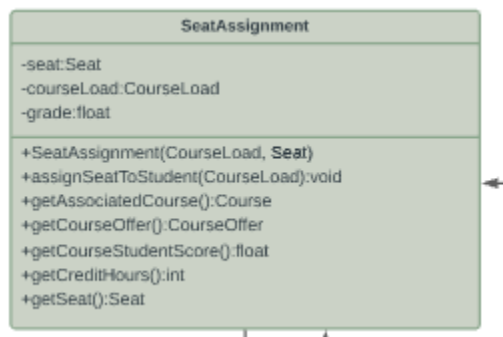 SeatAssignment
-seat:Seat
-courseLoad:CourseLoad
-grade:float
+SeatAssignment(CourseLoad, Seat)
+assignSeatToStudent(CourseLoad):void
+getAssociatedCourse():Course
+getCourseOffer():CourseOffer
+getCourseStudentScore():float
+getCreditHours():int
+getSeat():Seat